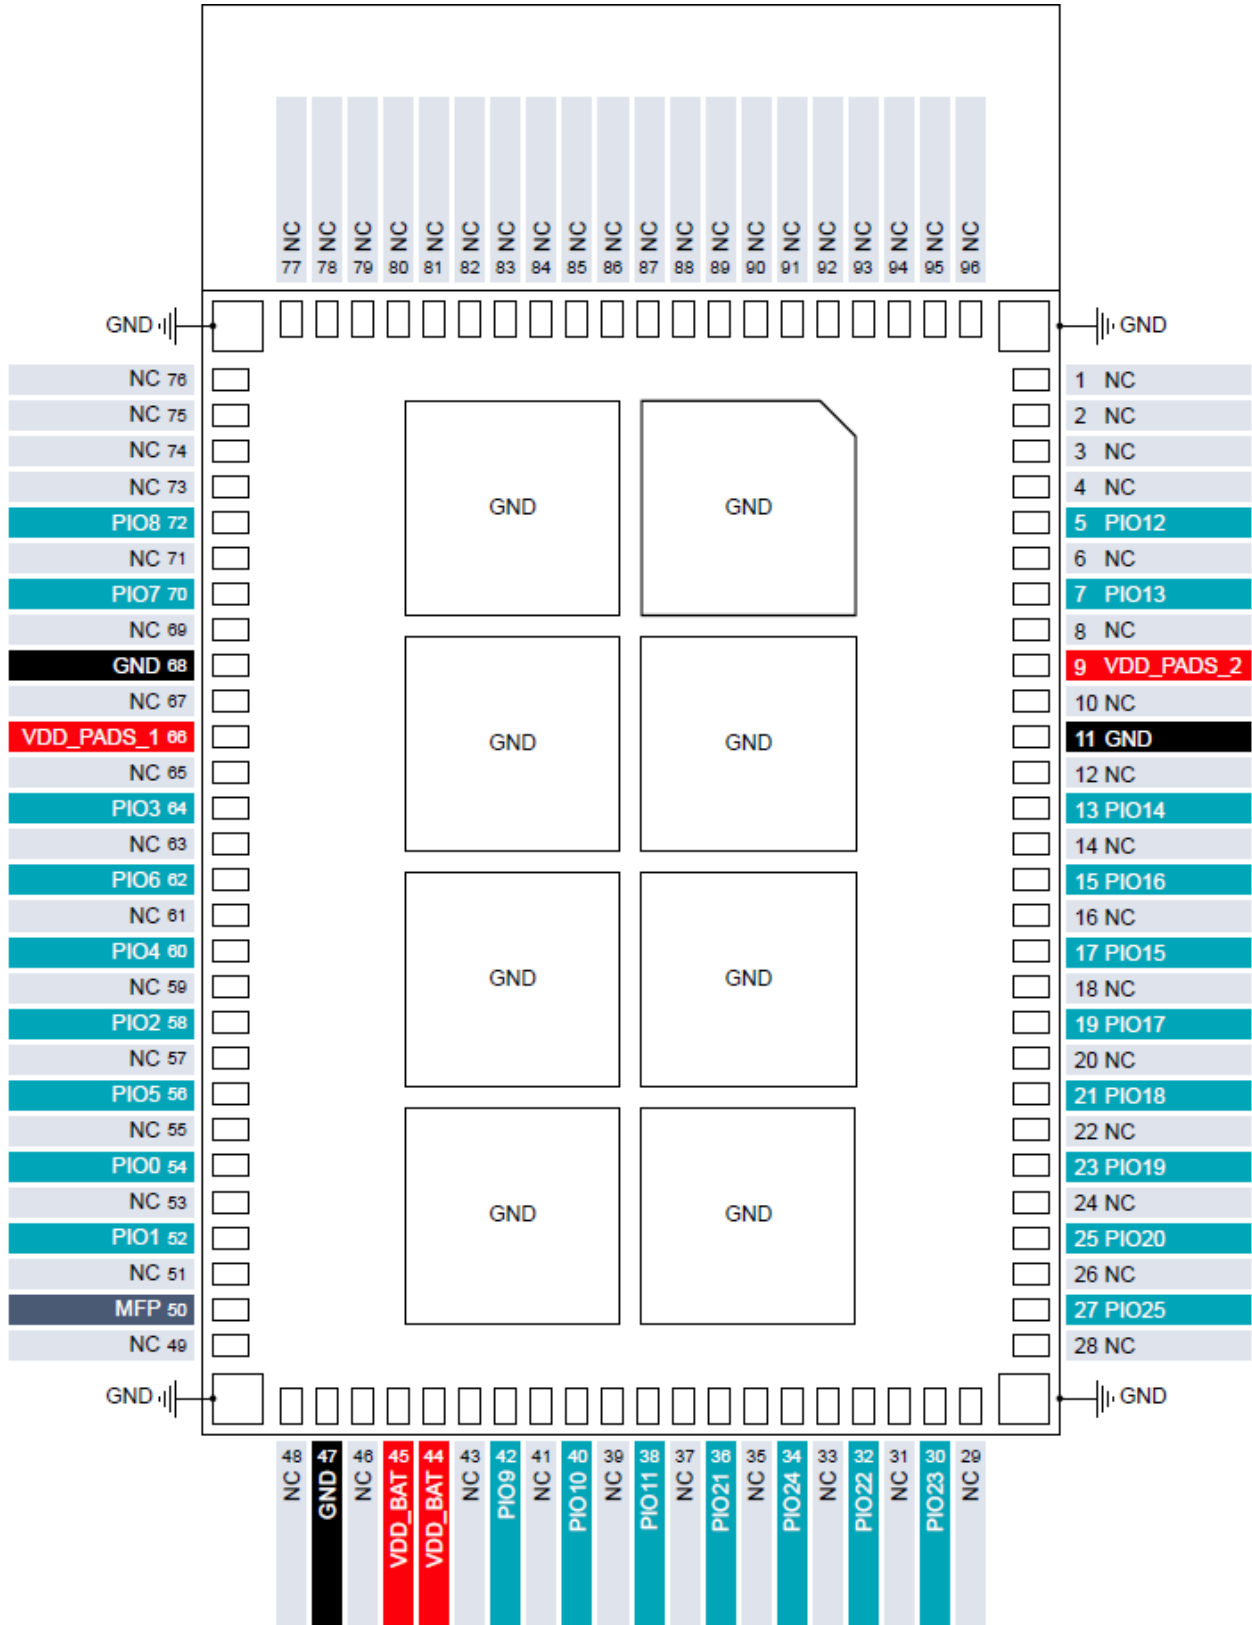 NC NC NC NC NC NC NC NC NC NC NC NC NC NC NC NC NC NC NC NC
77 78 79 80 81 82 83 84 85 86 87 88 89 90 91 92 93 94 95 96
GND GND
NC 76
NC 75
NC 74
NC 73
PIO8 72
NC 71
PIO7 70
NC 69
GND 68
NC 67
VDD_PADS_1 66
NC 65
PIO3 64
NC 63
PIO6 62
NC 61
PIO4 60
NC 59
PIO2 58
NC 57
PIO5 56
NC 55
PIO0 54
NC 53
PIO1 52
NC 51
MFP 50
NC 49
GND GND
GND GND
GND GND
GND GND
1 NC
2 NC
3 NC
4 NC
5 PIO12
6 NC
7 PIO13
8 NC
9 VDD_PADS_2
10 NC
11 GND
12 NC
13 PIO14
14 NC
15 PIO16
16 NC
17 PIO15
18 NC
19 PIO17
20 NC
21 PIO18
22 NC
23 PIO19
24 NC
25 PIO20
26 NC
27 PIO25
28 NC
GND GND
48 47 46 45 44 43 42 41 40 39 38 37 36 35 34 33 32 31 30 29
NC GND NC VDD_BAT VDD_BAT NC PIO9 NC PIO10 NC PIO11 NC PIO21 NC PIO24 NC PIO22 NC PIO23 NC